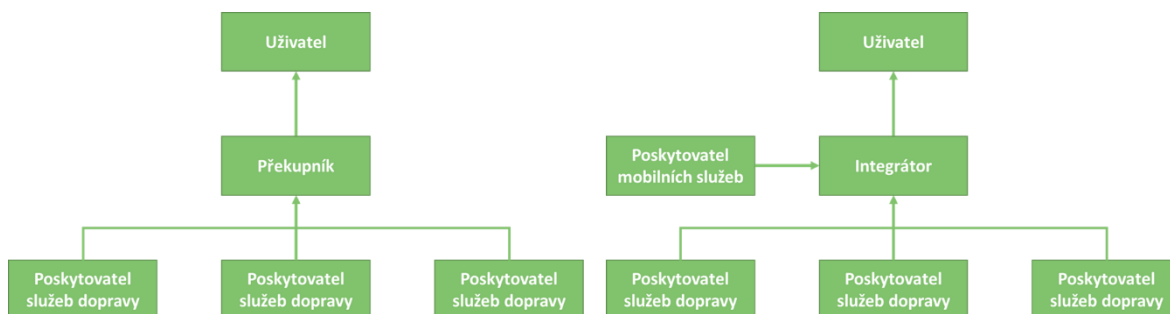 Uživatel
Překupník
Poskytovatel
služeb dopravy
Poskytovatel
služeb dopravy
Poskytovatel
služeb dopravy
Uživatel
Poskytovatel
mobilních služeb
Integrátor
Poskytovatel
služeb dopravy
Poskytovatel
služeb dopravy
Poskytovatel
služeb dopravy